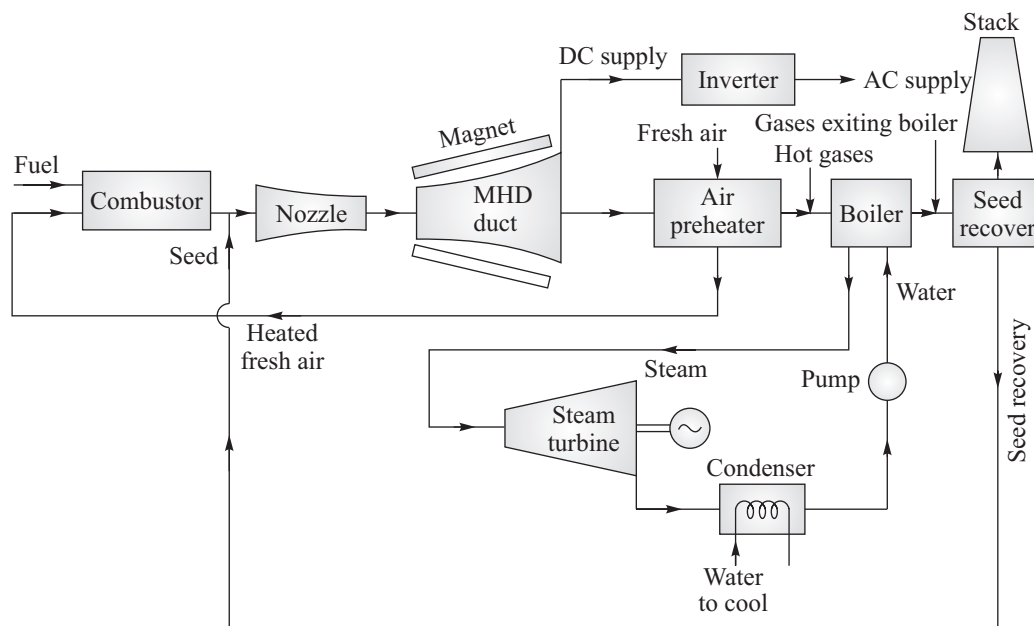 Stack
DC supply
Inverter
AC supply
Magnet
Fresh air
Gases exiting boiler
Hot gases
Fuel
Combustor
Nozzle
MHD
duct
Air
preheater
Boiler
Seed
recover
Seed
Water
Heated
fresh air
Steam
Pump
Seed recovery
Steam
turbine
Condenser
Water
to cool